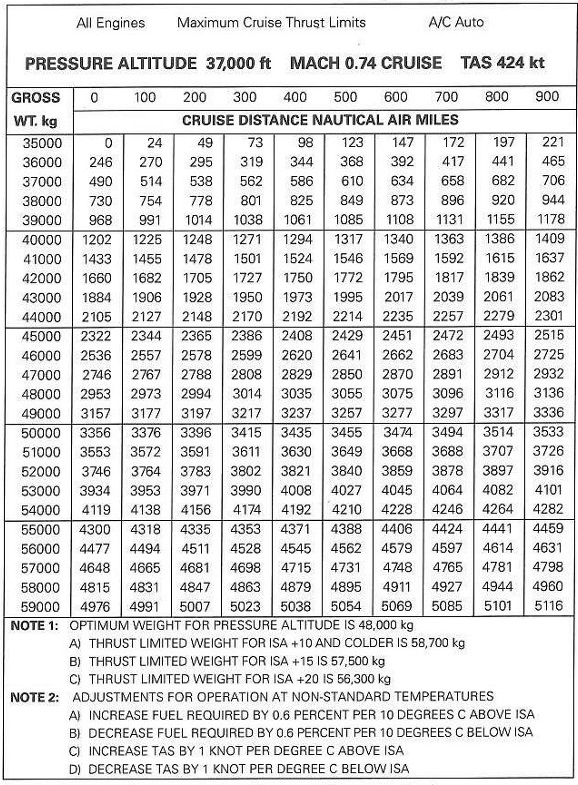 All Engines Maximum Cruise Thrust Limits A/C Auto
PRESSURE ALTITUDE 37,000 ft MACH 0.74 CRUISE TAS 424 kt
GROSS 0 100 200 300 400 500 600 700 800 900
WT. kg CRUISE DISTANCE NAUTICAL AIR MILES
35000 0 24 49 73 98 123 147 172 197 221
36000 246 270 295 319 344 368 392 417 441 465
37000 490 514 538 562 586 610 634 658 682 706
38000 730 754 778 801 825 849 873 896 920 944
39000 968 991 1014 1038 1061 1085 1108 1131 1155 1178
40000 1202 1225 1248 1271 1294 1317 1340 1363 1386 1409
41000 1433 1455 1478 1501 1524 1546 1569 1592 1615 1637
42000 1660 1682 1705 1727 1750 1772 1795 1817 1839 1862
43000 1884 1906 1928 1950 1973 1995 2017 2039 2061 2083
44000 2105 2127 2148 2170 2192 2214 2235 2257 2279 2301
45000 2322 2344 2365 2386 2408 2429 2451 2472 2493 2515
46000 2536 2557 2578 2599 2620 2641 2662 2683 2704 2725
47000 2746 2767 2788 2808 2829 2850 2870 2891 2912 2932
48000 2953 2973 2994 3014 3035 3055 3075 3096 3116 3136
49000 3157 3177 3197 3217 3237 3257 3277 3297 3317 3336
50000 3356 3376 3396 3415 3435 3455 3474 3494 3514 3533
51000 3553 3572 3591 3611 3630 3649 3668 3688 3707 3726
52000 3746 3764 3783 3802 3821 3840 3859 3878 3897 3916
53000 3934 3953 3971 3990 4008 4027 4045 4064 4082 4101
54000 4119 4138 4156 4174 4192 4210 4228 4246 4264 4282
55000 4300 4318 4335 4353 4371 4388 4406 4424 4441 4459
56000 4477 4494 4511 4528 4545 4562 4579 4597 4614 4631
57000 4648 4665 4681 4698 4715 4731 4748 4765 4781 4798
58000 4815 4831 4847 4863 4879 4895 4911 4927 4944 4960
59000 4976 4991 5007 5023 5038 5054 5069 5085 5101 5116
NOTE 1: OPTIMUM WEIGHT FOR PRESSURE ALTITUDE IS 48,000 kg
A) THRUST LIMITED WEIGHT FOR ISA +10 AND COLDER IS 58,700 kg
B) THRUST LIMITED WEIGHT FOR ISA +15 IS 57,500 kg
C) THRUST LIMITED WEIGHT FOR ISA +20 IS 56,300 kg
NOTE 2: ADJUSTMENTS FOR OPERATION AT NON-STANDARD TEMPERATURES
A) INCREASE FUEL REQUIRED BY 0.6 PERCENT PER 10 DEGREES C ABOVE ISA
B) DECREASE FUEL REQUIRED BY 0.6 PERCENT PER 10 DEGREES C BELOW ISA
C) INCREASE TAS BY 1 KNOT PER DEGREE C ABOVE ISA
D) DECREASE TAS BY 1 KNOT PER DEGREE C BELOW ISA